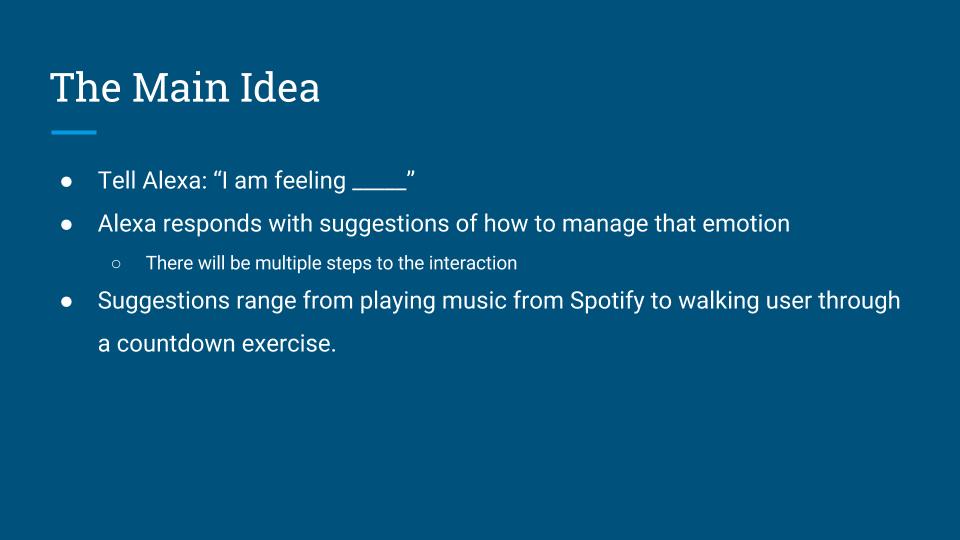 The Main Idea
● Tell Alexa: “I am feeling _____”
● Alexa responds with suggestions of how to manage that emotion
○ There will be multiple steps to the interaction
● Suggestions range from playing music from Spotify to walking user through
a countdown exercise.